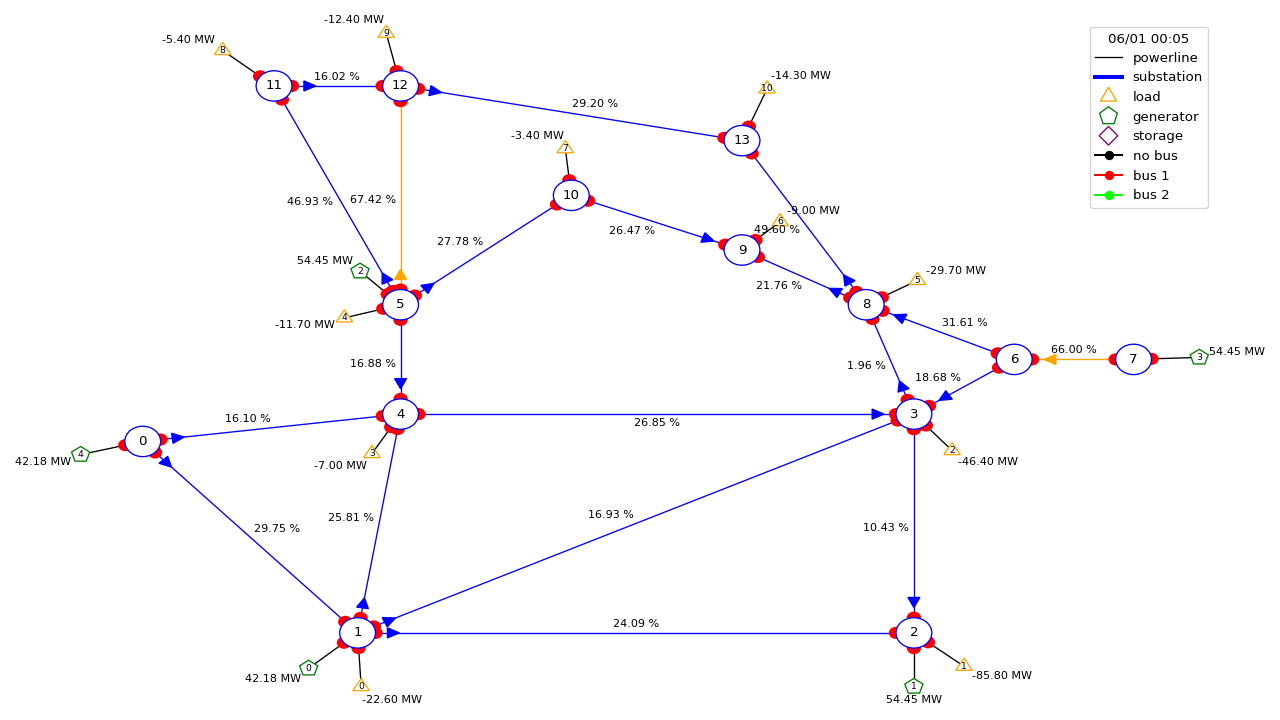 -12.40 MW
9
06/01 00:05
-5.40 MW
8
powerline
substation
load
generator
storage
no bus
bus 1
bus 2
11
16.02 %
12
-14.30 MW
10
29.20 %
13
-3.40 MW
7
10
46.93 %
67.42 %
-9.00 MW
6
49.60 %
26.47 %
27.78 %
9
54.45 MW
2
-29.70 MW
5
21.76 %
5
8
4
-11.70 MW
31.61 %
66.00 %
54.45 MW
3
16.88 %
1.96 %
6
7
18.68 %
16.10 %
4
26.85 %
3
0
4
42.18 MW
3
-7.00 MW
2
-46.40 MW
29.75 %
25.81 %
16.93 %
10.43 %
24.09 %
1
2
0
42.18 MW
0
-22.60 MW
1
-85.80 MW
1
54.45 MW